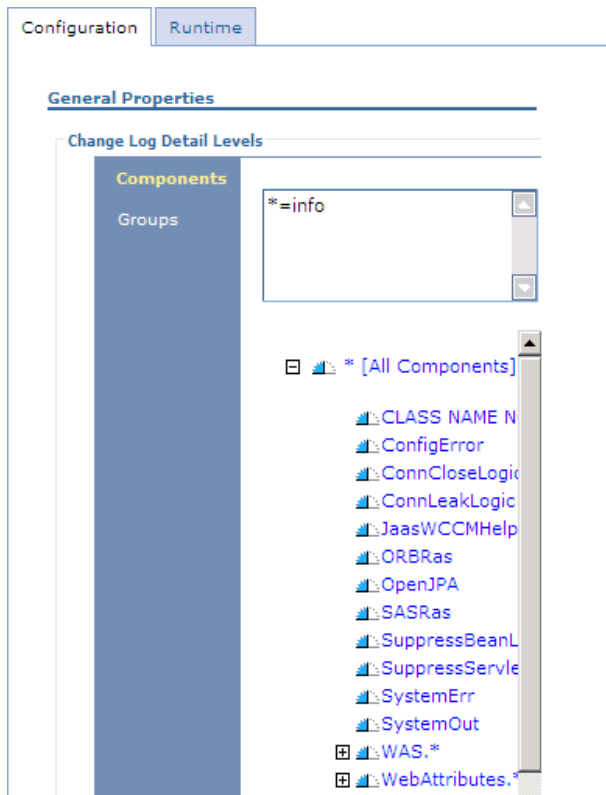 Configuration
Runtime
General Properties
Change Log Detail Levels
Components
Groups
*=info
* [All Components]
CLASS NAME N
ConfigError
ConnCloseLogic
ConnLeakLogic
JaasWCCMHelp
ORBRas
OpenJPA
SASRas
SuppressBeanL
SuppressServle
SystemErr
SystemOut
WAS.*
WebAttributes.*